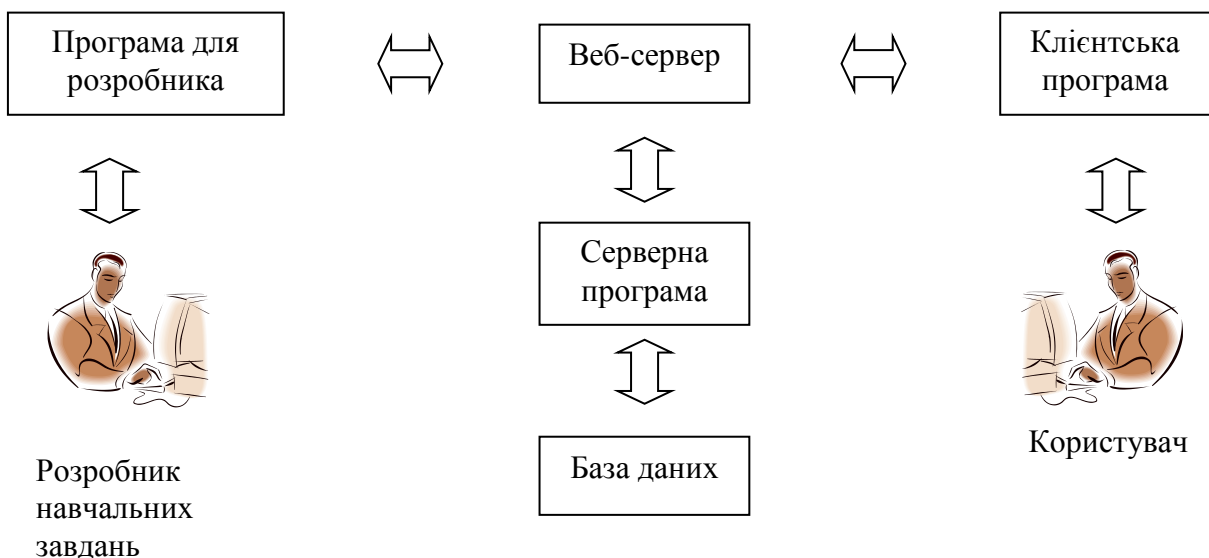 Програма для
розробника
Веб-сервер
Клієнтська
програма
Серверна
програма
База даних
Розробник
навчальних
завдань
Користувач